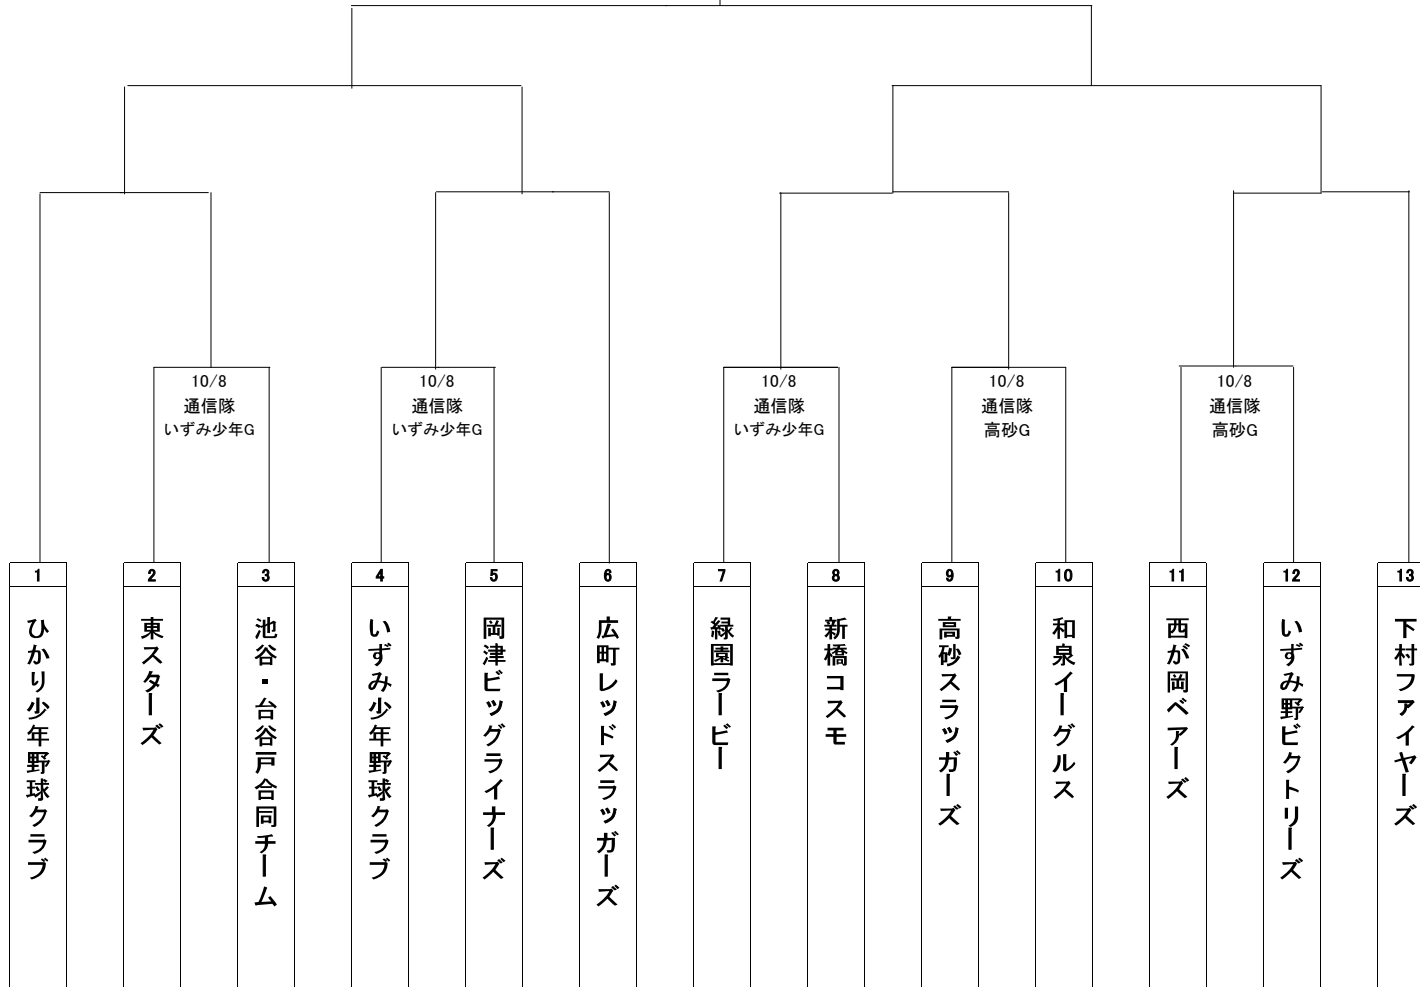 10/8
通信隊
いずみ少年G
10/8
通信隊
いずみ少年G
10/8
通信隊
いずみ少年G
10/8
通信隊
高砂G
10/8
通信隊
高砂G
1
ひかり少年野球クラブ
2
東スターズ
3
池谷・台谷戸合同チーム
4
いずみ少年野球クラブ
5
岡津ビッグライナーズ
6
広町レッドスラッガーズ
7
緑園ラービー
8
新橋コスモ
9
高砂スラッガーズ
10
和泉イーグルス
11
西が岡ベアーズ
12
いずみ野ビクトリーズ
13
下村ファイヤーズ